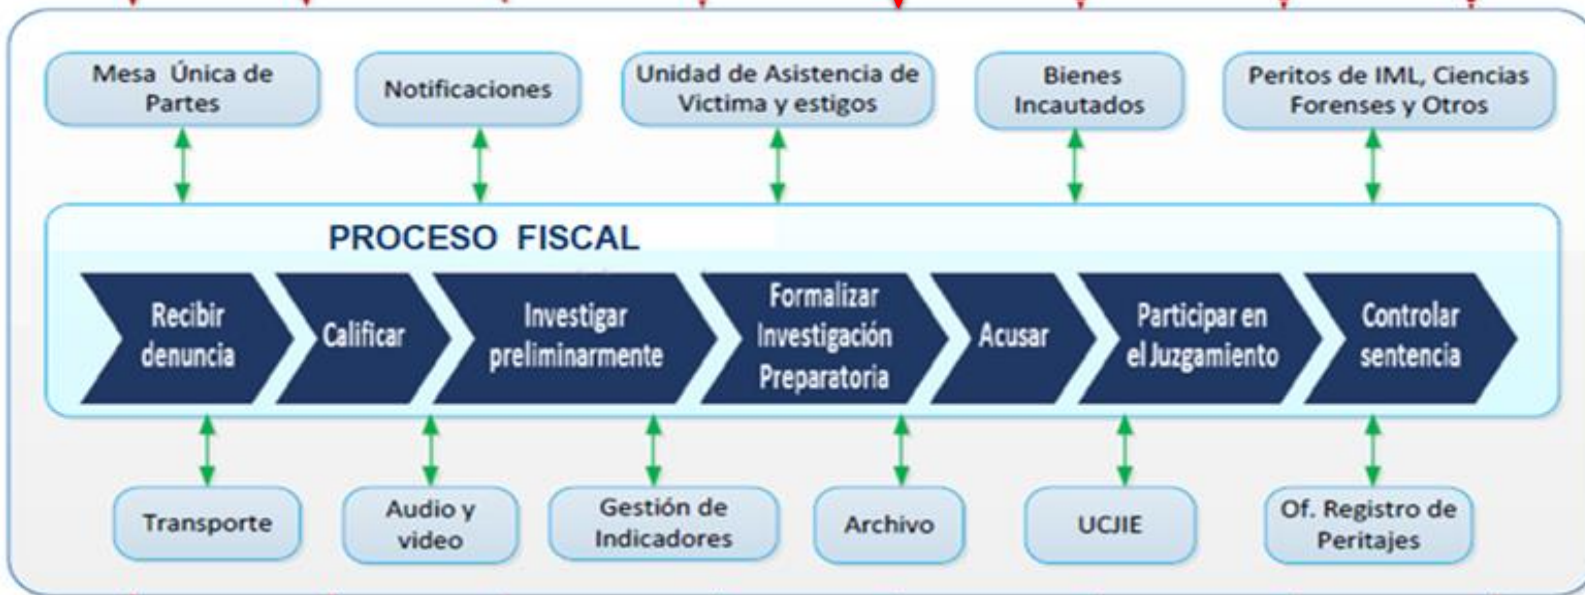 Mesa Única de
Partes
Notificaciones
Unidad de Asistencia de
Victima y estigos
Bienes
Incautados
Peritos de IML, Ciencias
Forenses y Otros
PROCESO FISCAL
Recibir
denuncia
Calificar
Investigar
preliminarmente
Formalizar
Investigación
Preparatoria
Acusar
Participar en
el Juzgamiento
Controlar
sentencia
Transporte
Audio y
video
Gestión de
Indicadores
Archivo
UCJIE
Of. Registro de
Peritajes